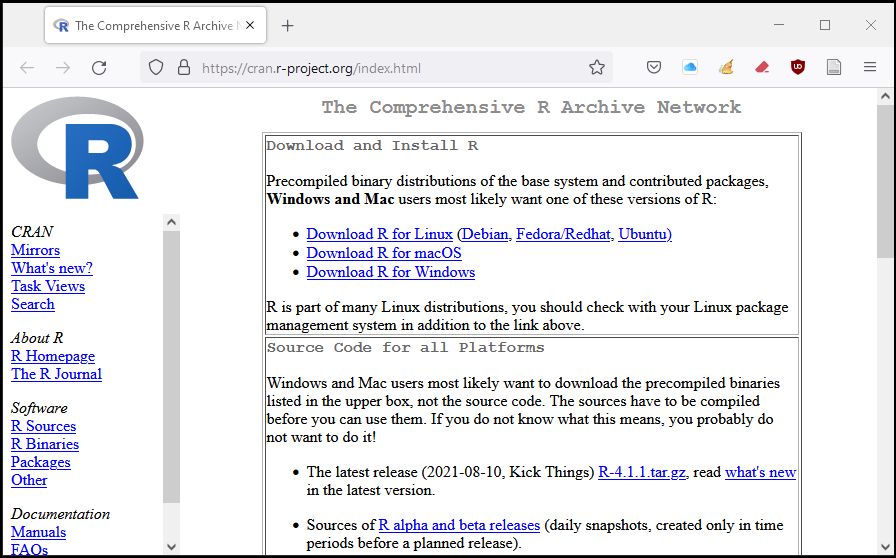 The Comprehensive R Archive N
https://cran.r-project.org/index.html
R
CRAN
Mirrors
What's new?
Task Views
Search
About R
R Homepage
The R Journal
Software
R Sources
R Binaries
Packages
Other
Documentation
Manuals
FAQs
The Comprehensive R Archive Network
Download and Install R
Precompiled binary distributions of the base system and contributed packages,
Windows and Mac users most likely want one of these versions of R:
• Download R for Linux (Debian, Fedora/Redhat, Ubuntu)
• Download R for macOS
• Download R for Windows
R is part of many Linux distributions, you should check with your Linux package
management system in addition to the link above.
Source Code for all Platforms
Windows and Mac users most likely want to download the precompiled binaries
listed in the upper box, not the source code. The sources have to be compiled
before you can use them. If you do not know what this means, you probably do
not want to do it!
• The latest release (2021-08-10, Kick Things) R-4.1.1.tar.gz, read what's new
in the latest version.
• Sources of R alpha and beta releases (daily snapshots, created only in time
periods before a planned release).